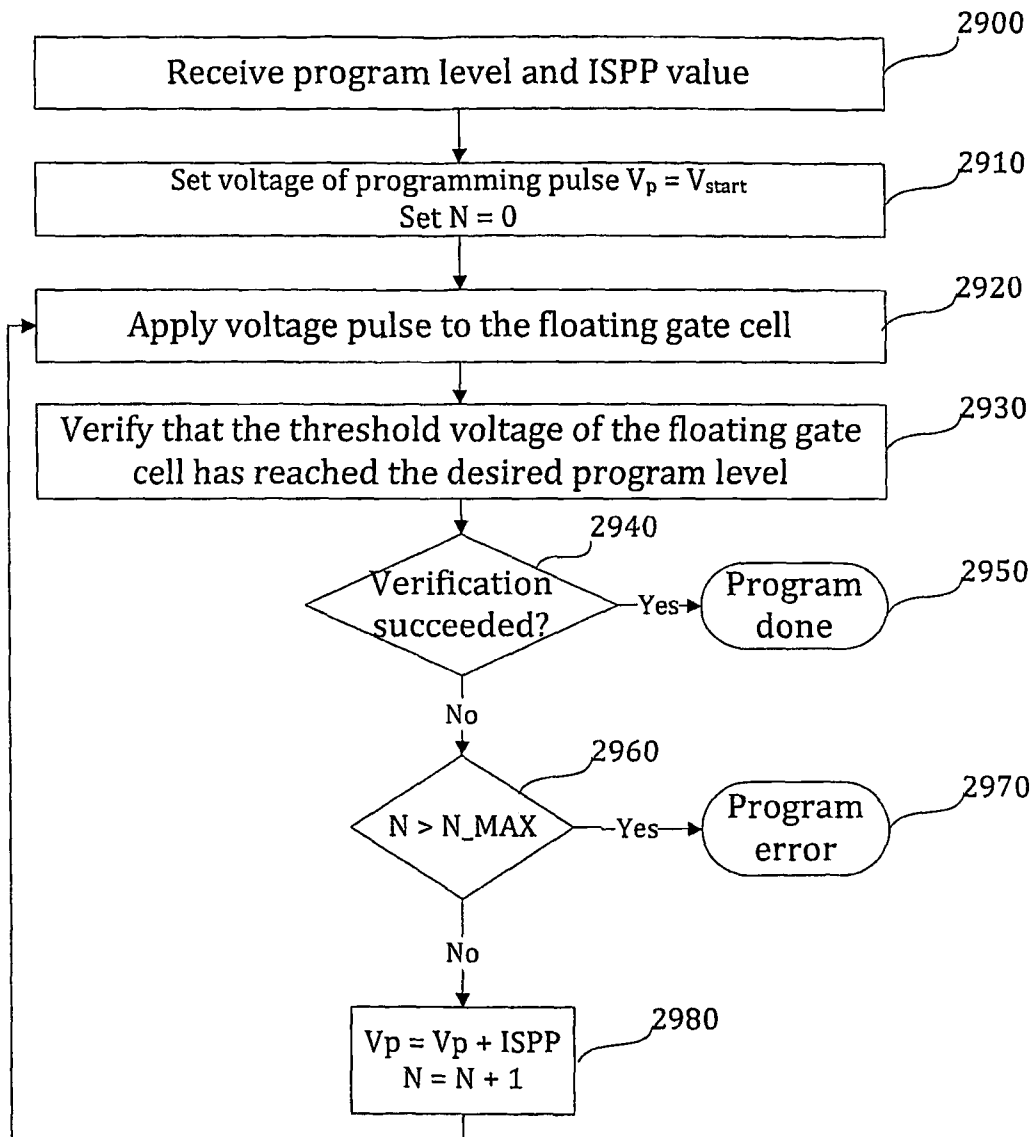 2900
Receive program level and ISPP value
2910
Set voltage of programming pulse Vp = Vstart
Set N = 0
2920
Apply voltage pulse to the floating gate cell
2930
Verify that the threshold voltage of the floating gate
cell has reached the desired program level
2940
Verification
succeeded?
Yes
2950
Program
done
No
2960
N > N_MAX
Yes
2970
Program
error
No
2980
Vp = Vp + ISPP
N = N + 1